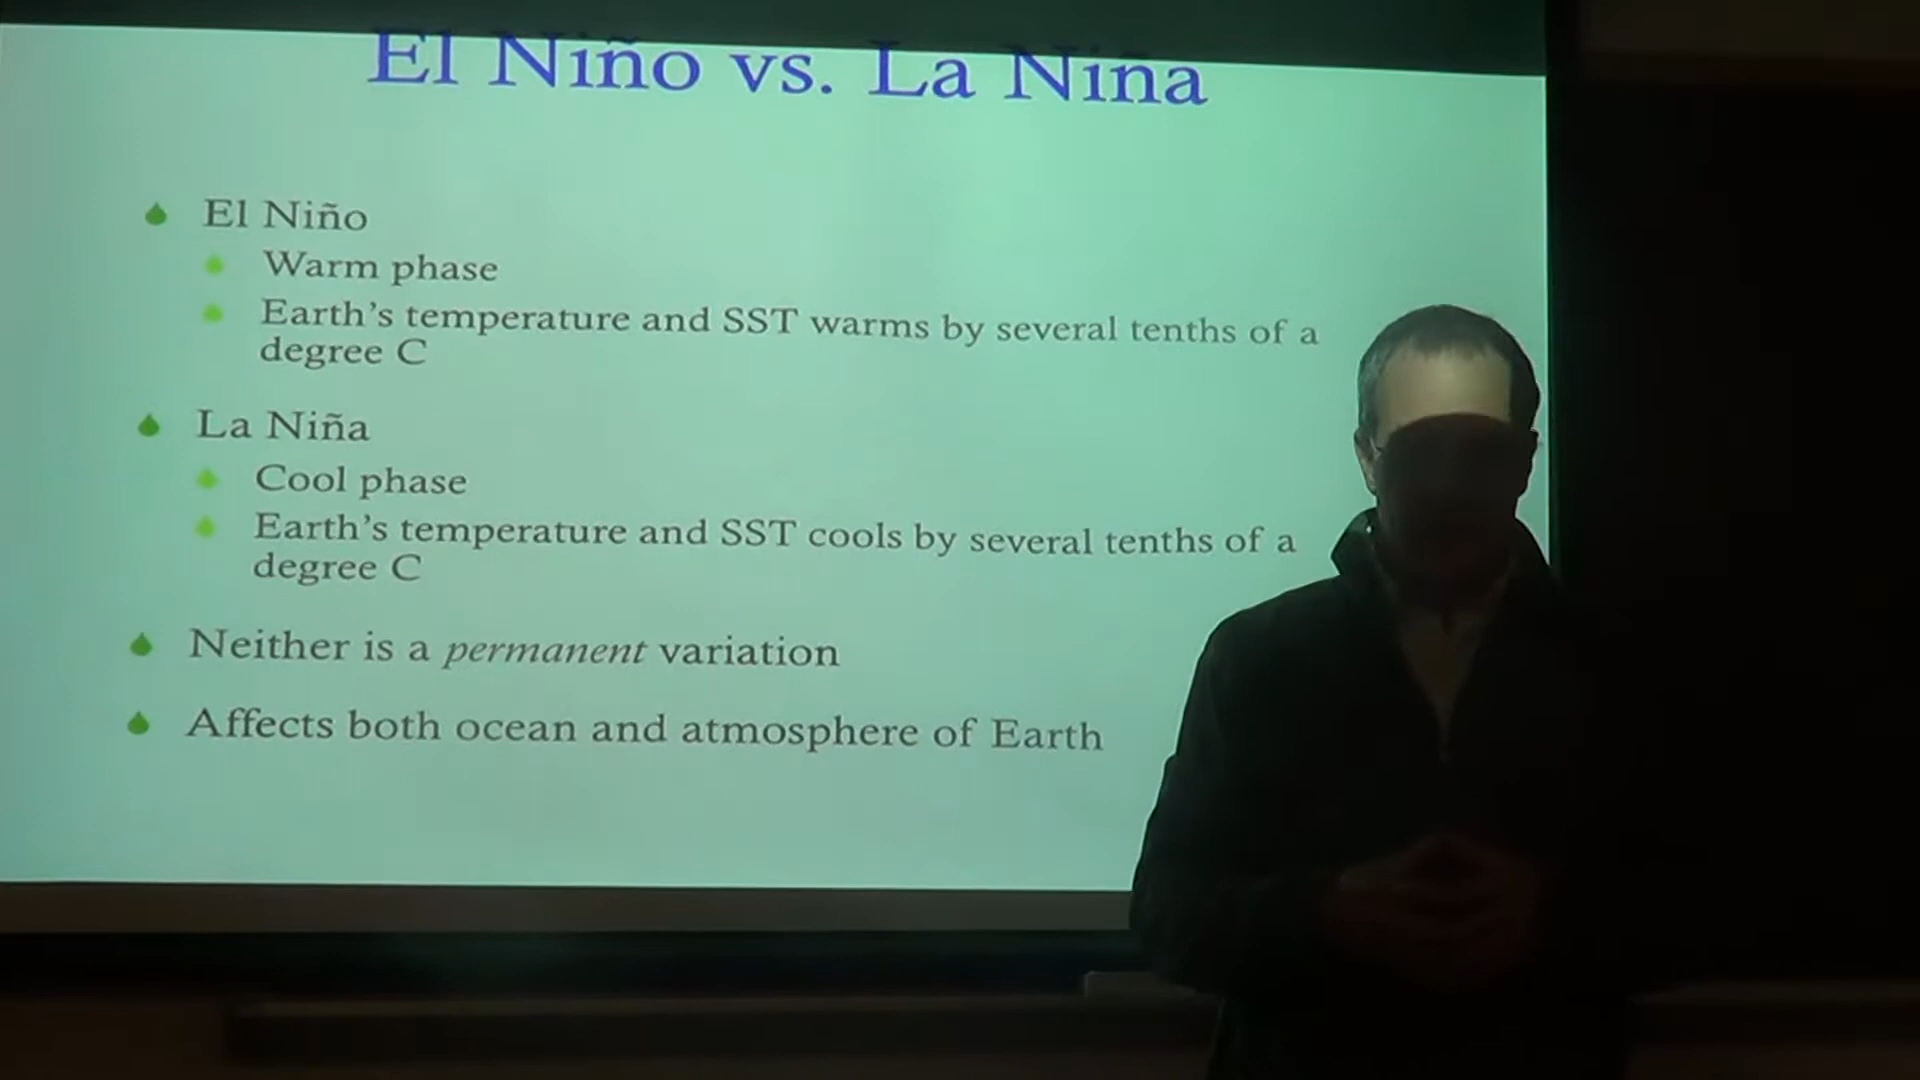 El Niño vs. La Niña
El Niño
Warm phase
Earth's temperature and SST warms by several tenths of a
degree C
La Niña
Cool phase
Earth's temperature and SST cools by several tenths of a
degree C
Neither is a permanent variation
Affects both ocean and atmosphere of Earth